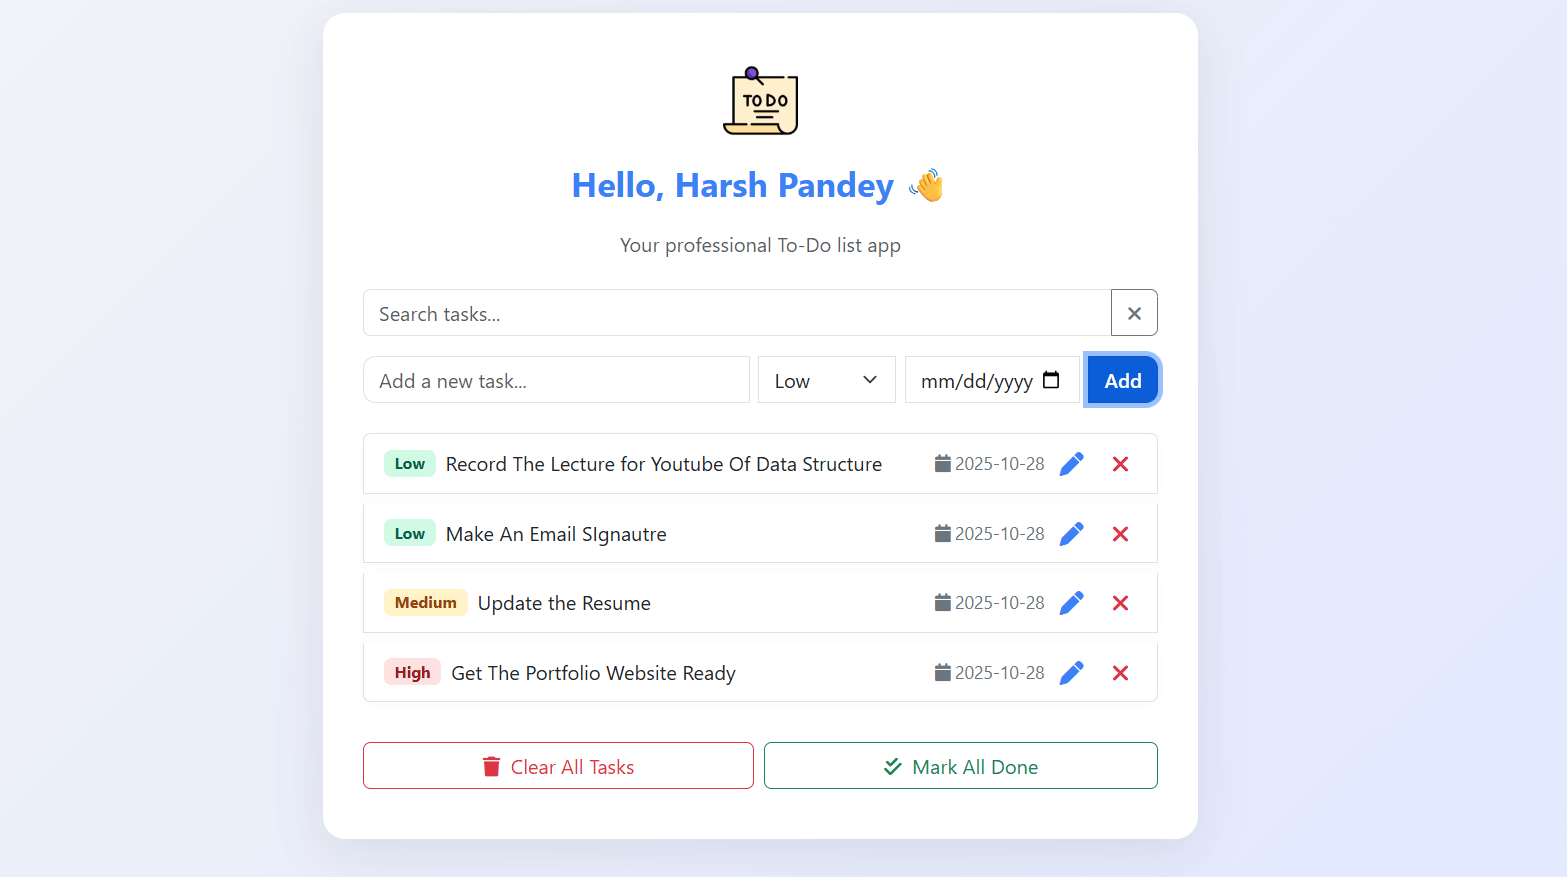 TO DO
Hello, Harsh Pandey 👋
Your professional To-Do list app
Search tasks...
Add a new task... Low mm/dd/yyyy Add
Low Record The Lecture for Youtube Of Data Structure 2025-10-28
Low Make An Email SIgnautre 2025-10-28
Medium Update the Resume 2025-10-28
High Get The Portfolio Website Ready 2025-10-28
Clear All Tasks Mark All Done